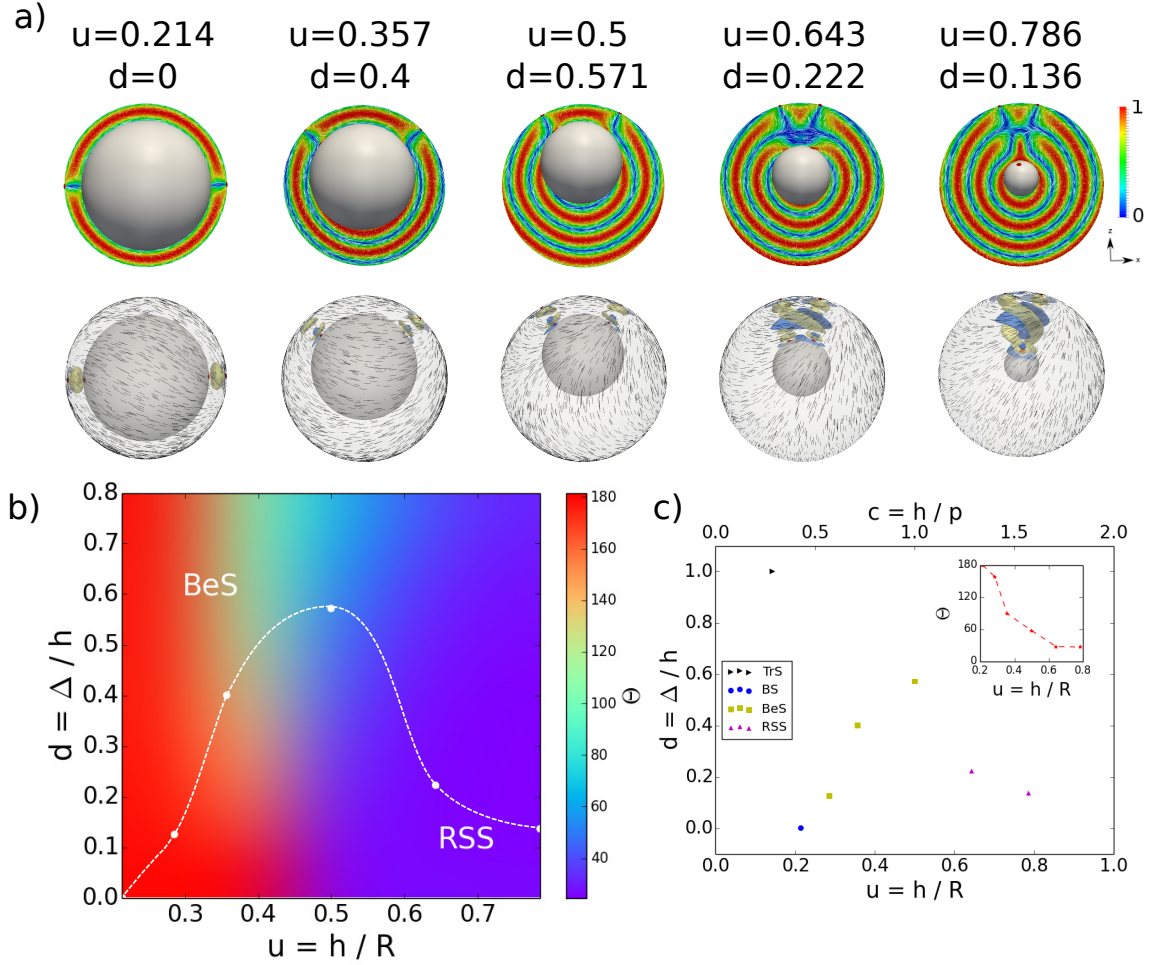 a)
u=0.214 u=0.357 u=0.5 u=0.643 u=0.786
d=0 d=0.4 d=0.571 d=0.222 d=0.136
1
0
z
x
b)
0.8
0.7
0.6
0.5
0.4
0.3
0.2
0.1
0.0
d = Δ / h
BeS
RSS
0.3 0.4 0.5 0.6 0.7
u = h / R
180
160
140
120
100
80
60
40
Θ
c)
c = h / p
0.0 0.5 1.0 1.5 2.0
1.0
0.8
0.6
0.4
0.2
0.0
d = Δ / h
TrS
BS
BeS
RSS
180
120
60
0
Θ
0.2 0.4 0.6 0.8
u = h / R
0.0 0.2 0.4 0.6 0.8 1.0
u = h / R